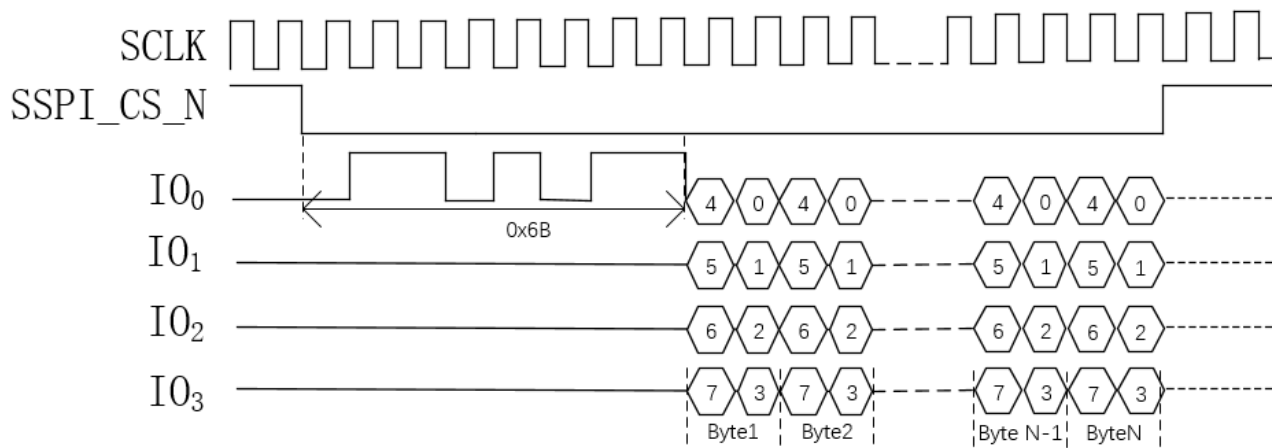 SCLK
SSPI_CS_N
IO0 4 0 4 0 4 0 4 0
0x6B
IO1 5 1 5 1 5 1 5 1
IO2 6 2 6 2 6 2 6 2
IO3 7 3 7 3 7 3 7 3
Byte1 Byte2 Byte N-1 ByteN